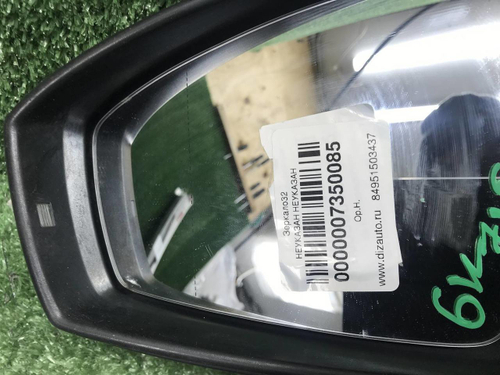 Зеркало32
НЕУКАЗАН НЕУКАЗАН
0000007350085
Ор.Н.
www.dizauto.ru 84951503437